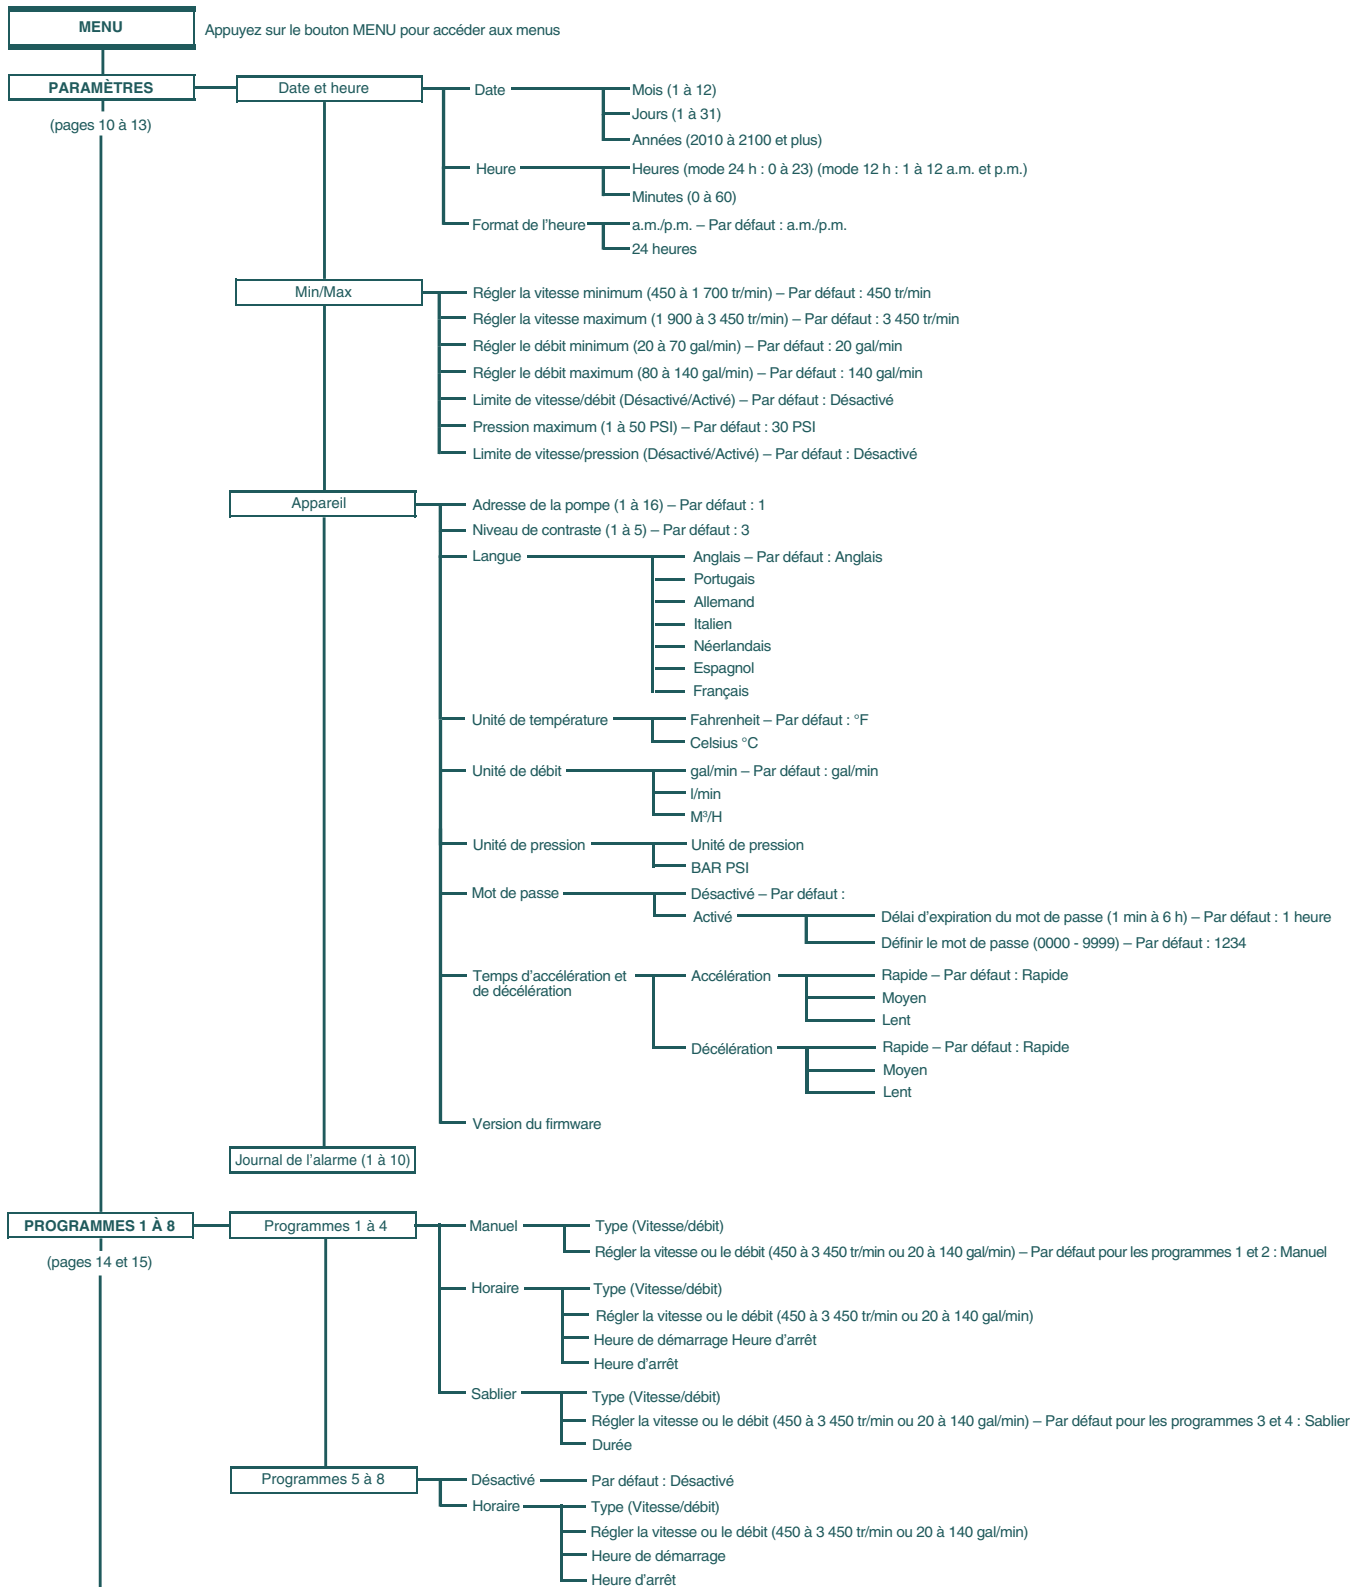 MENU
Appuyez sur le bouton MENU pour accéder aux menus
PARAMÈTRES
(pages 10 à 13)
Date et heure
Date
Mois (1 à 12)
Jours (1 à 31)
Années (2010 à 2100 et plus)
Heure
Heures (mode 24 h : 0 à 23) (mode 12 h : 1 à 12 a.m. et p.m.)
Minutes (0 à 60)
Format de l'heure
a.m./p.m. – Par défaut : a.m./p.m.
24 heures
Min/Max
Régler la vitesse minimum (450 à 1 700 tr/min) – Par défaut : 450 tr/min
Régler la vitesse maximum (1 900 à 3 450 tr/min) – Par défaut : 3 450 tr/min
Régler le débit minimum (20 à 70 gal/min) – Par défaut : 20 gal/min
Régler le débit maximum (80 à 140 gal/min) – Par défaut : 140 gal/min
Limite de vitesse/débit (Désactivé/Activé) – Par défaut : Désactivé
Pression maximum (1 à 50 PSI) – Par défaut : 30 PSI
Limite de vitesse/pression (Désactivé/Activé) – Par défaut : Désactivé
Appareil
Adresse de la pompe (1 à 16) – Par défaut : 1
Niveau de contraste (1 à 5) – Par défaut : 3
Langue
Anglais – Par défaut : Anglais
Portugais
Allemand
Italien
Néerlandais
Espagnol
Français
Unité de température
Fahrenheit – Par défaut : °F
Celsius °C
Unité de débit
gal/min – Par défaut : gal/min
l/min
M³/H
Unité de pression
Unité de pression
BAR PSI
Mot de passe
Désactivé – Par défaut :
Activé
Délai d'expiration du mot de passe (1 min à 6 h) – Par défaut : 1 heure
Définir le mot de passe (0000 - 9999) – Par défaut : 1234
Temps d'accélération et
de décélération
Accélération
Rapide – Par défaut : Rapide
Moyen
Lent
Décélération
Rapide – Par défaut : Rapide
Moyen
Lent
Version du firmware
Journal de l'alarme (1 à 10)
PROGRAMMES 1 À 8
(pages 14 et 15)
Programmes 1 à 4
Manuel
Type (Vitesse/débit)
Régler la vitesse ou le débit (450 à 3 450 tr/min ou 20 à 140 gal/min) – Par défaut pour les programmes 1 et 2 : Manuel
Horaire
Type (Vitesse/débit)
Régler la vitesse ou le débit (450 à 3 450 tr/min ou 20 à 140 gal/min)
Heure de démarrage Heure d'arrêt
Heure d'arrêt
Sablier
Type (Vitesse/débit)
Régler la vitesse ou le débit (450 à 3 450 tr/min ou 20 à 140 gal/min) – Par défaut pour les programmes 3 et 4 : Sablier
Durée
Programmes 5 à 8
Désactivé
Par défaut : Désactivé
Horaire
Type (Vitesse/débit)
Régler la vitesse ou le débit (450 à 3 450 tr/min ou 20 à 140 gal/min)
Heure de démarrage
Heure d'arrêt